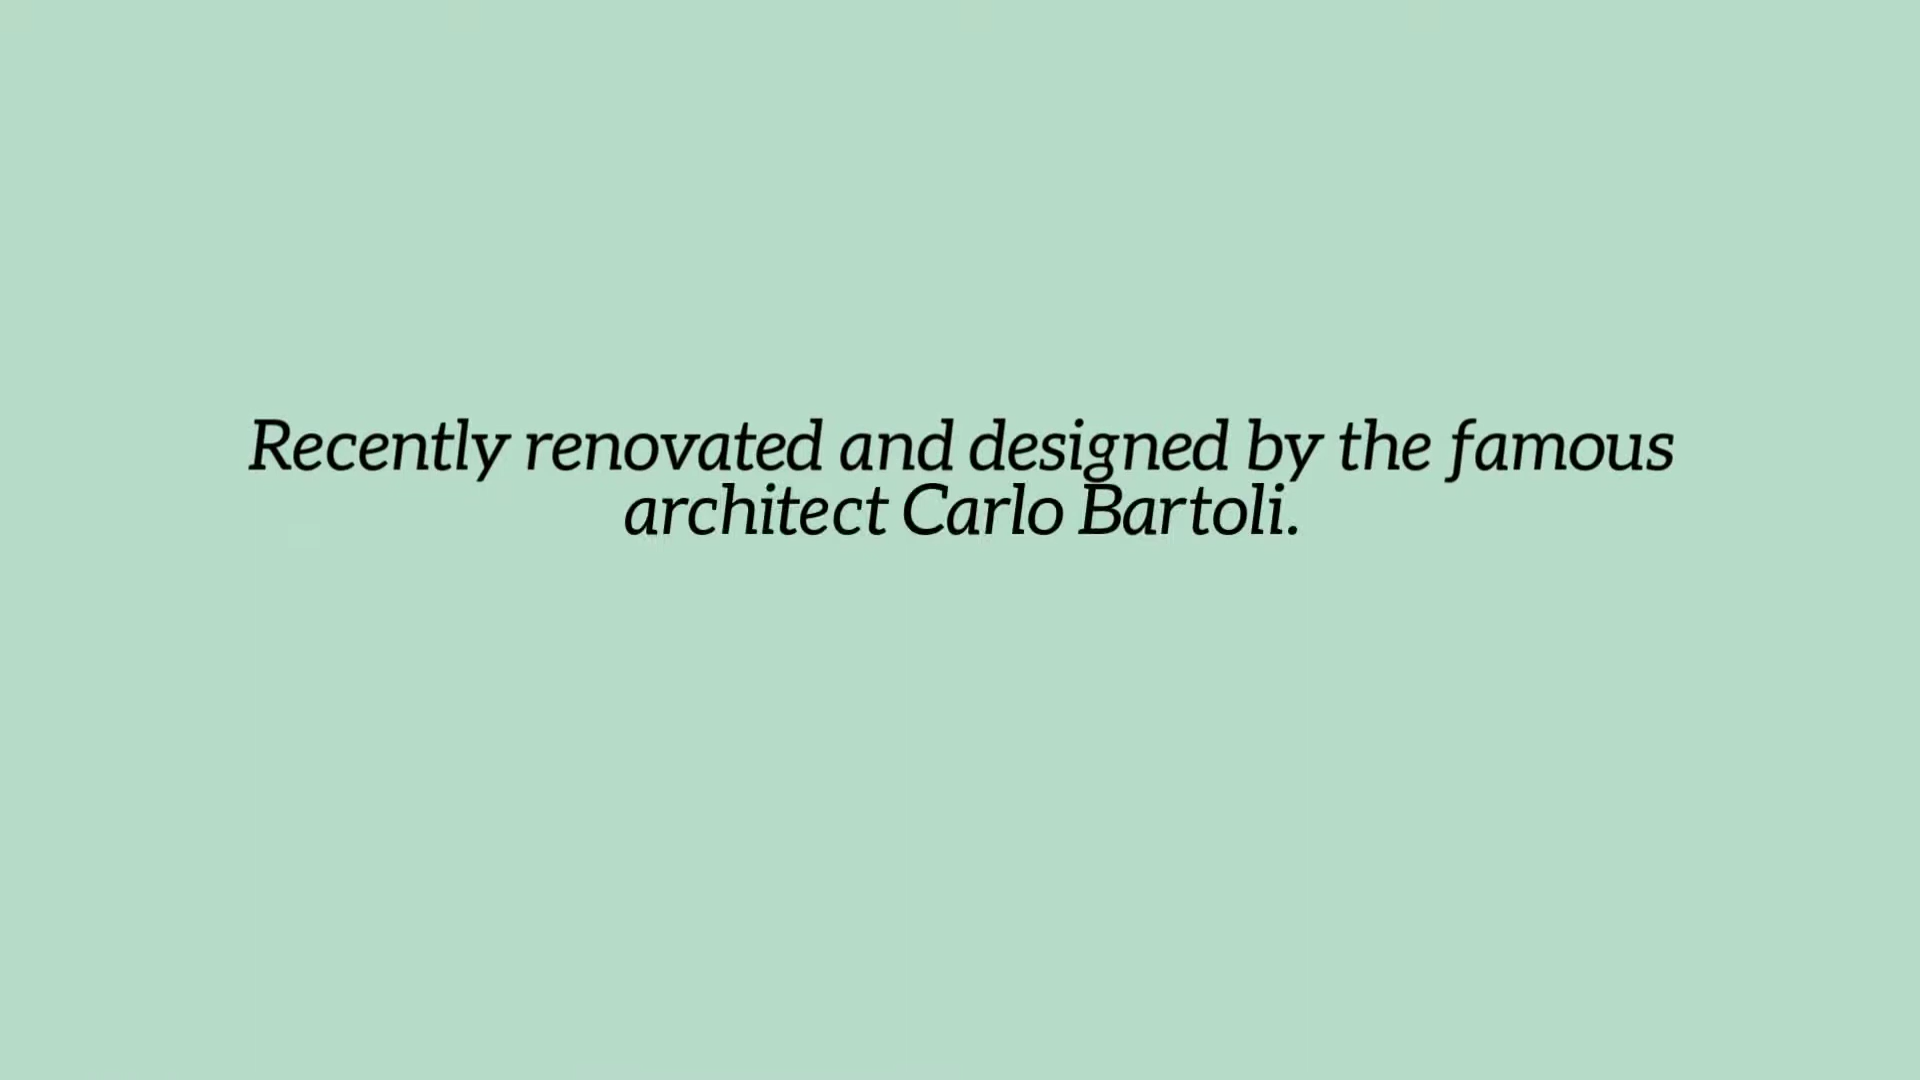 Recently renovated and designed by the famous
architect Carlo Bartoli.